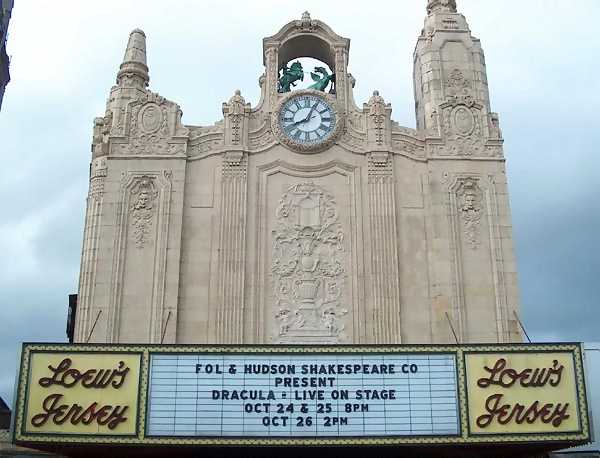 Loew's
Jersey
FOL & HUDSON SHAKESPEARE CO
PRESENT
DRACULA - LIVE ON STAGE
OCT 24 & 25 8PM
OCT 26 2PM
Loew's
Jersey